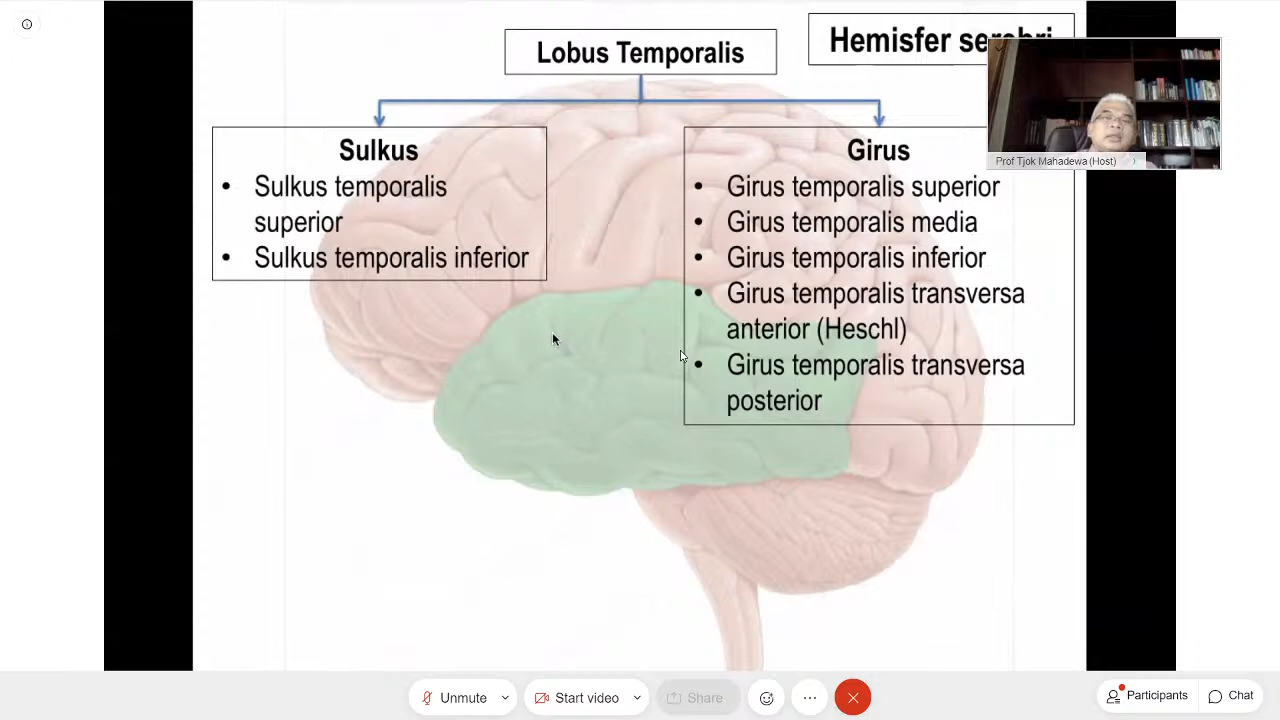 Lobus Temporalis
Hemisfer serebri
Prof Tjok Mahadewa (Host)
Sulkus
• Sulkus temporalis
superior
• Sulkus temporalis inferior
Girus
• Girus temporalis superior
• Girus temporalis media
• Girus temporalis inferior
• Girus temporalis transversa
anterior (Heschl)
• Girus temporalis transversa
posterior
Unmute
Start video
Share
Participants
Chat